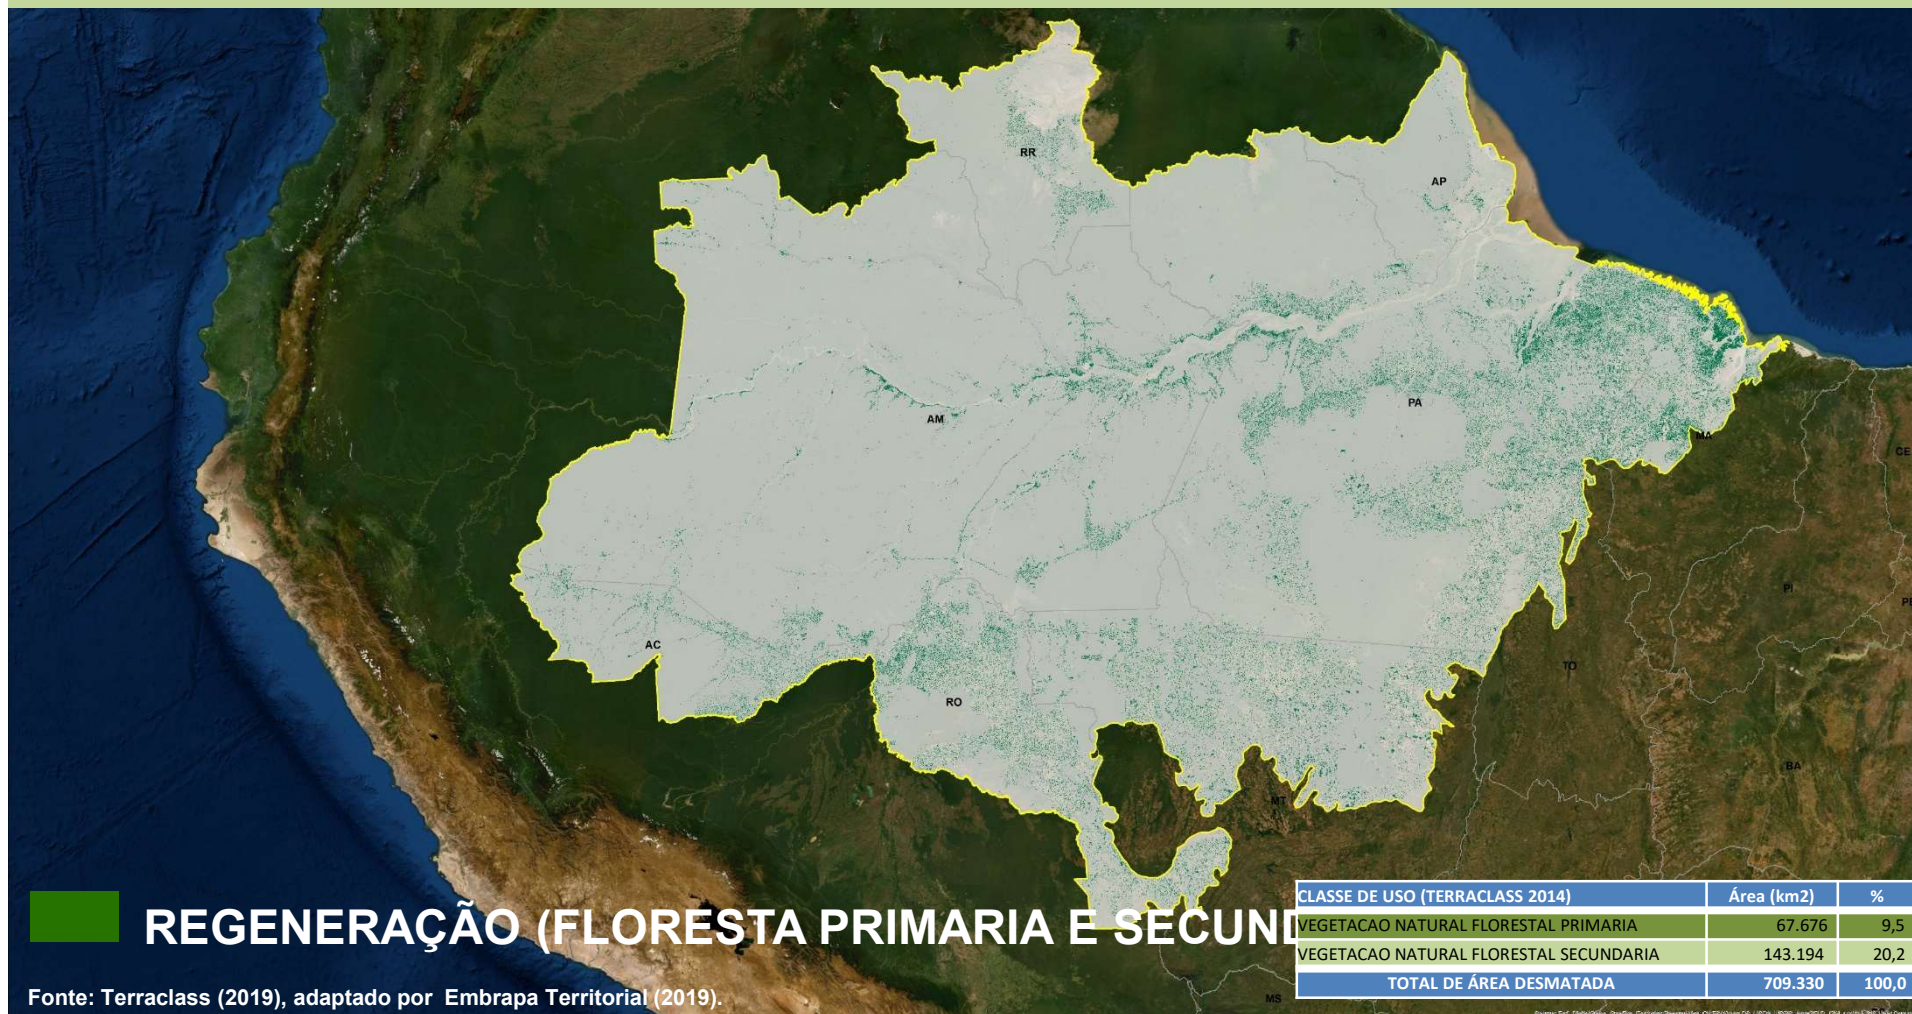 RR
AP
AM
PA
MA
CE
PI
AC
TO
RO
BA
MT
REGENERAÇÃO (FLORESTA PRIMARIA E SECUND
CLASSE DE USO (TERRACLASS 2014) Área (km2) %
VEGETACAO NATURAL FLORESTAL PRIMARIA 67.676 9,5
VEGETACAO NATURAL FLORESTAL SECUNDARIA 143.194 20,2
TOTAL DE ÁREA DESMATADA 709.330 100,0
Fonte: Terraclass (2019), adaptado por Embrapa Territorial (2019).
MS